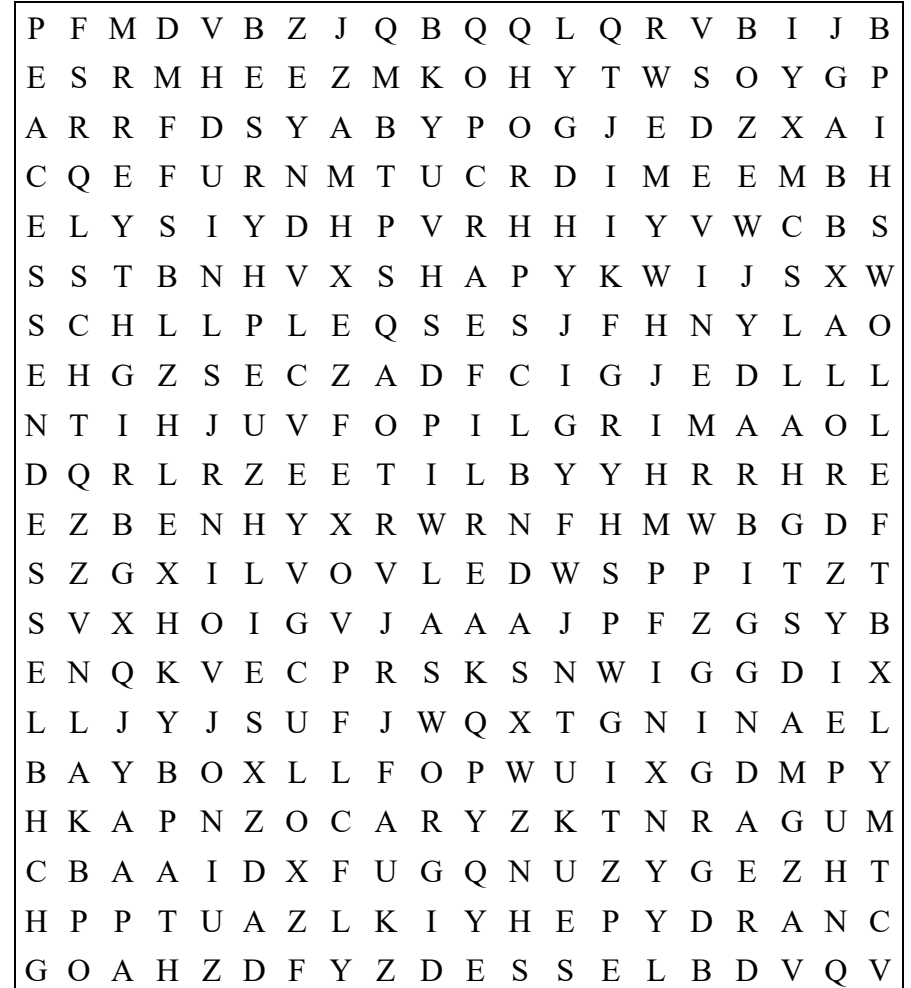 P F M D V B Z J Q B Q Q L Q R V B I J B
E S R M H E E Z M K O H Y T W S O Y G P
A R R F D S Y A B Y P O G J E D Z X A I
C Q E F U R N M T U C R D I M E E M B H
E L Y S I Y D H P V R H H I Y V W C B S
S S T B N H V X S H A P Y K W I J S X W
S C H L L P L E Q S E S J F H N Y L A O
E H G Z S E C Z A D F C I G J E D L L L
N T I H J U V F O P I L G R I M A A O L
D Q R L R Z E E T I L B Y Y H R R H R E
E Z B E N H Y X R W R N F H M W B G D F
S Z G X I L V O V L E D W S P P I T Z T
S V X H O I G V J A A A J P F Z G S Y B
E N Q K V E C P R S K S N W I G G D I X
L L J Y J S U F J W Q X T G N I N A E L
B A Y B O X L L F O P W U I X G D M P Y
H K A P N Z O C A R Y Z K T N R A G U M
C B A A I D X F U G Q N U Z Y G E Z H T
H P P T U A Z L K I Y H E P Y D R A N C
G O A H Z D F Y Z D E S S E L B D V Q V